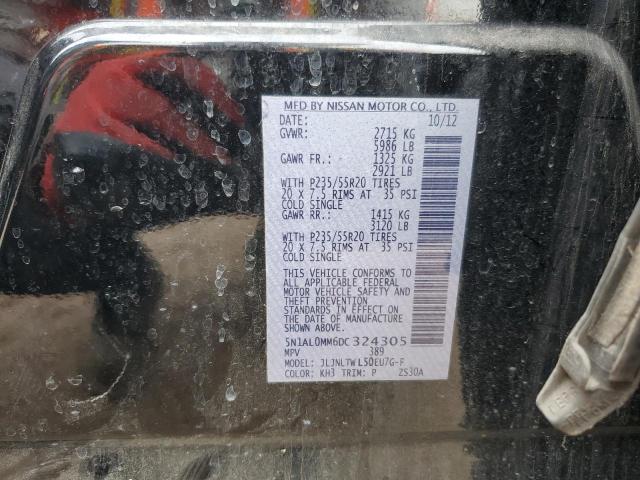 MFD BY NISSAN MOTOR CO., LTD.
DATE: 10/12
GVWR: 2715 KG
5986 LB
GAWR FR.: 1325 KG
2921 LB
WITH P235/55R20 TIRES
20 X 7.5 RIMS AT 35 PSI
COLD SINGLE
GAWR RR.: 1415 KG
3120 LB
WITH P235/55R20 TIRES
20 X 7.5 RIMS AT 35 PSI
COLD SINGLE
THIS VEHICLE CONFORMS TO
ALL APPLICABLE FEDERAL
MOTOR VEHICLE SAFETY AND
THEFT PREVENTION
STANDARDS IN EFFECT ON
THE DATE OF MANUFACTURE
SHOWN ABOVE.
5N1AL0MM6DC324305
MPV 389
MODEL: JLJNLTWL50EU7G-F
COLOR: KH3 TRIM: P ZS30A